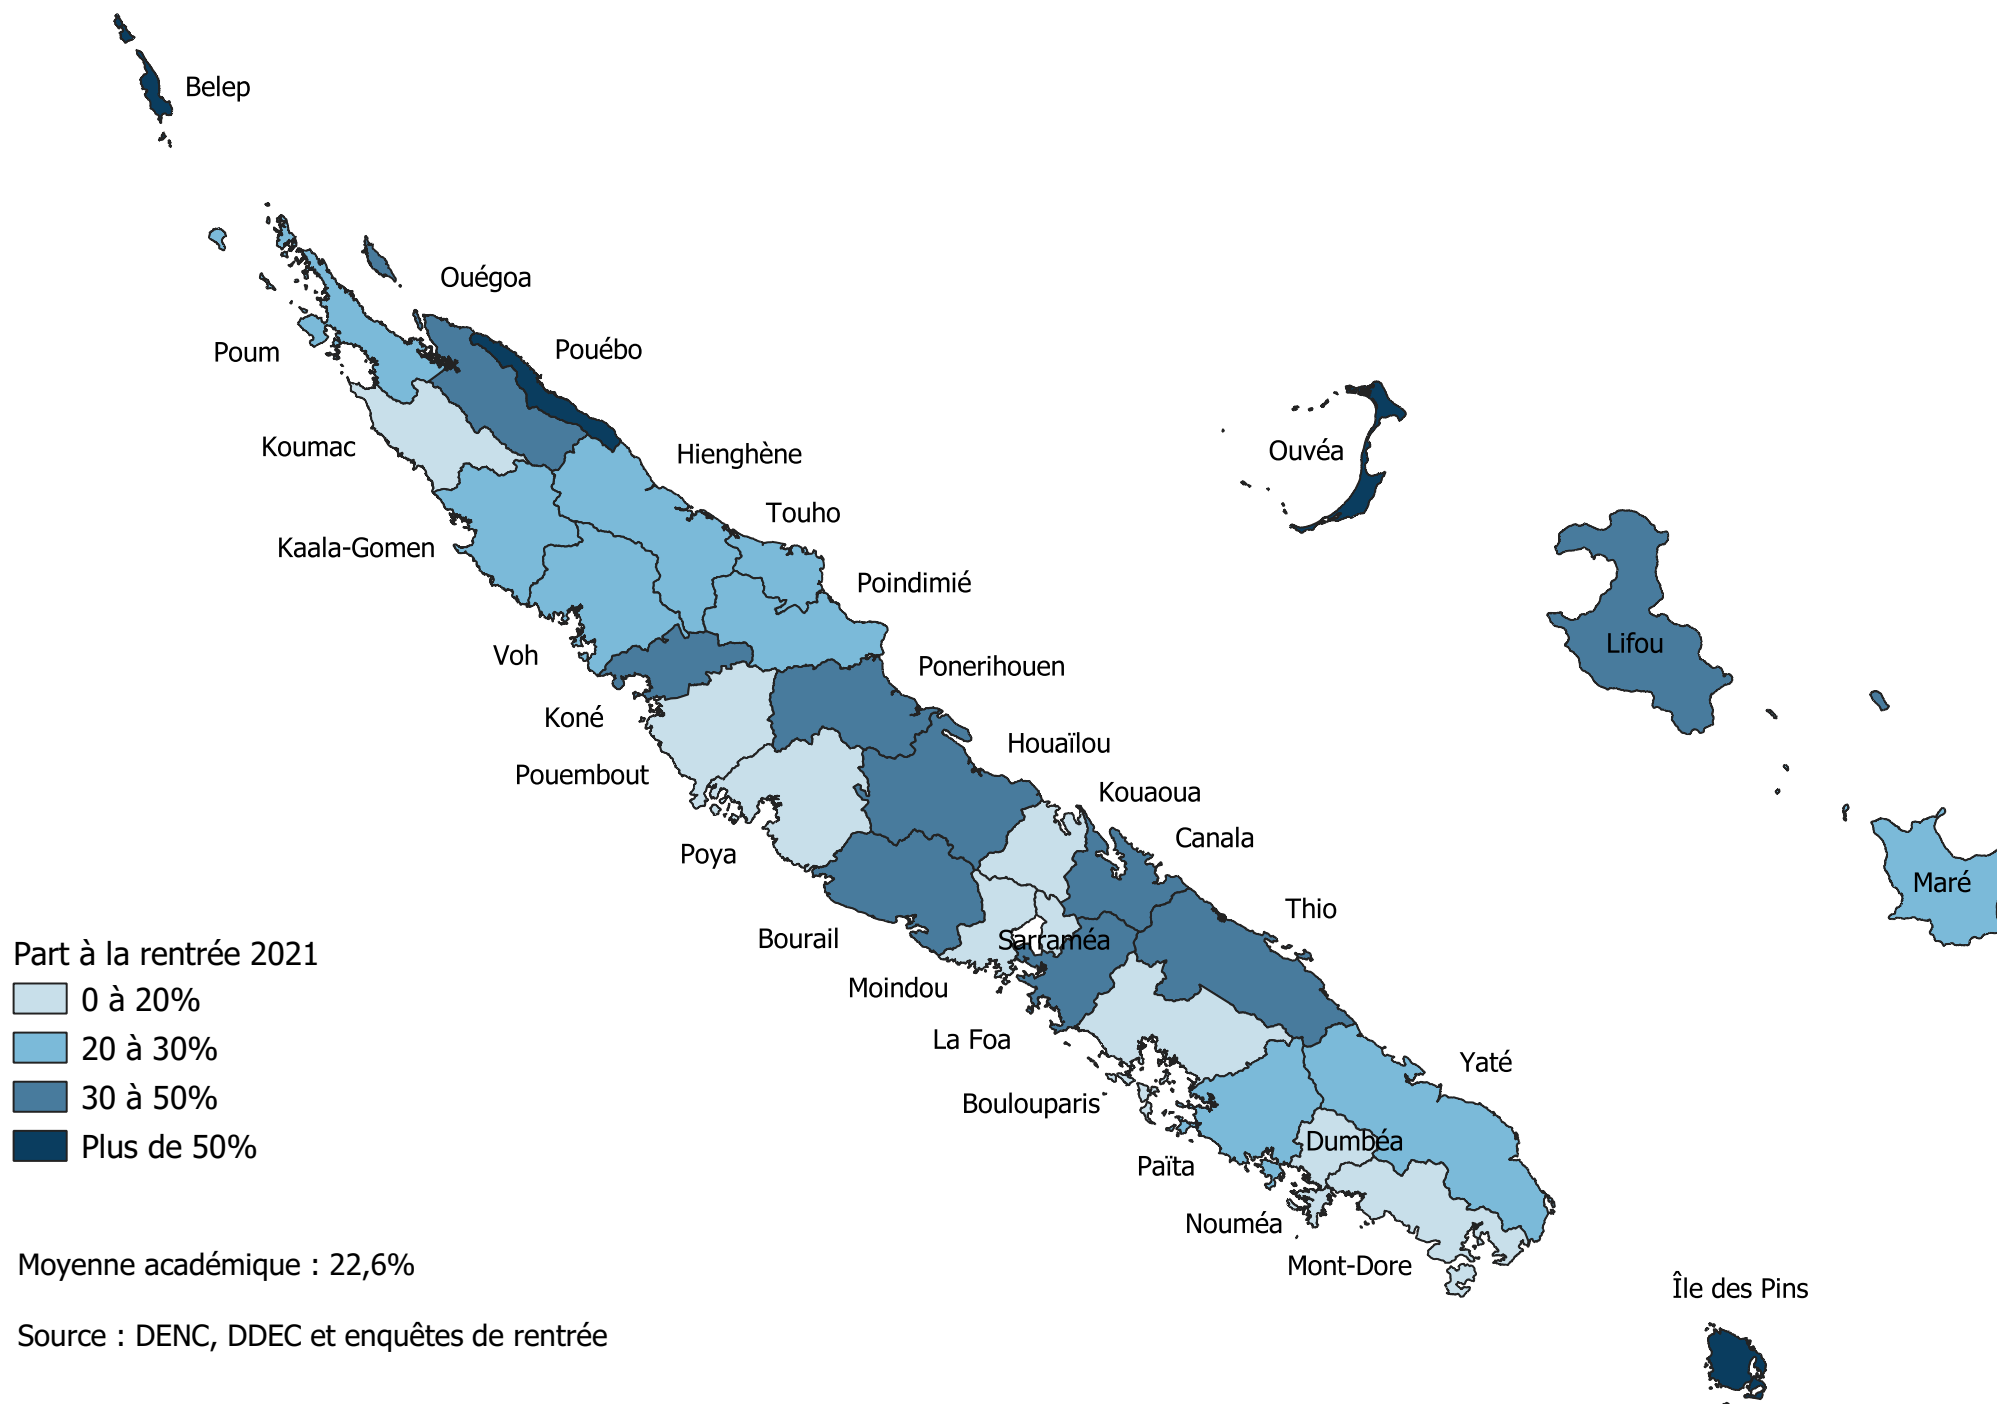 Belep
Ouégoa
Pouébo
Poum
Koumac
Hienghène
Ouvéa
Touho
Kaala-Gomen
Poindimié
Lifou
Voh
Ponerihouen
Koné
Houaïlou
Pouembout
Kouaoua
Canala
Poya
Maré
Thio
Bourail
Sarraméa
Part à la rentrée 2021
Moindou
0 à 20%
La Foa
20 à 30%
Yaté
30 à 50%
Boulouparis
Plus de 50%
Dumbéa
Païta
Nouméa
Mont-Dore
Moyenne académique : 22,6%
Île des Pins
Source : DENC, DDEC et enquêtes de rentrée